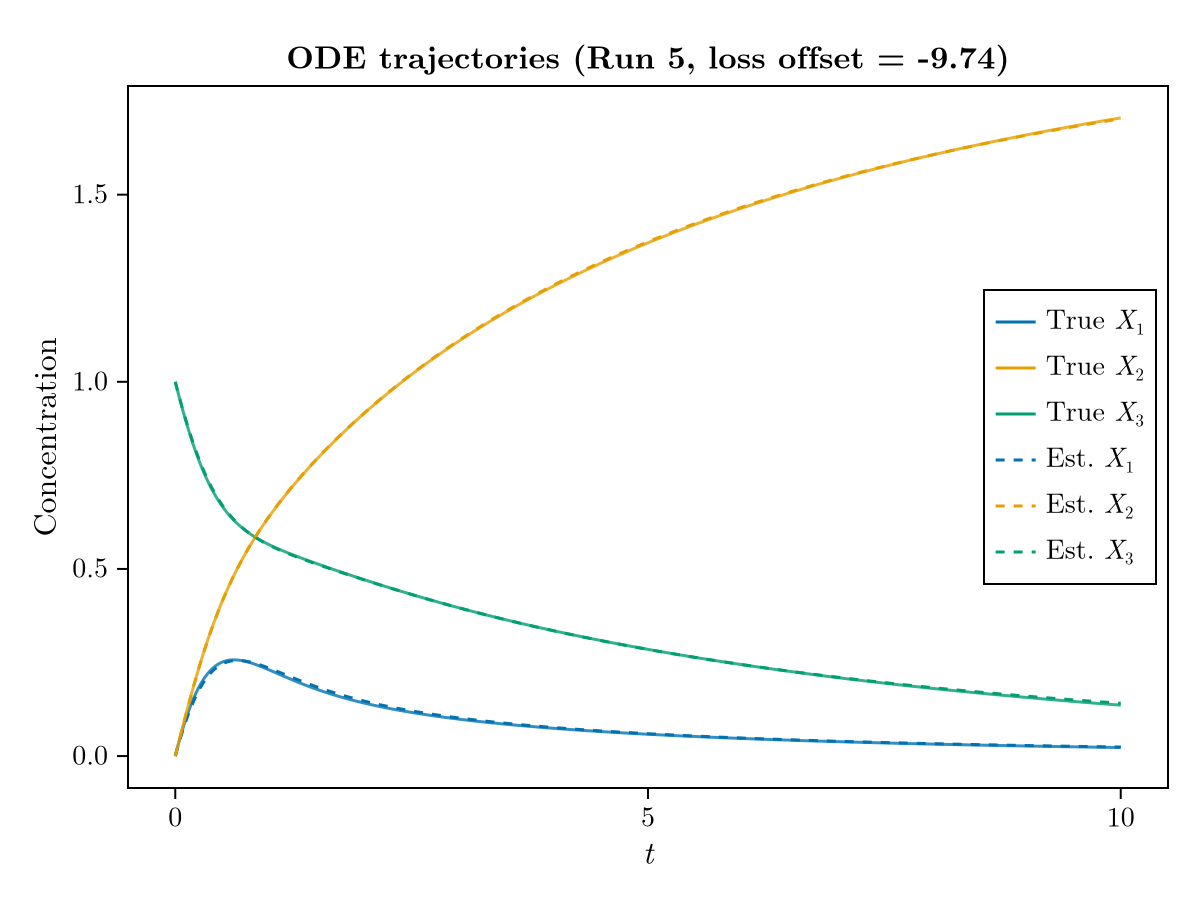 ODE trajectories (Run 5, loss offset = -9.74)
Concentration
1.5
1.0
0.5
0.0
0
5
10
t
True X₁
True X₂
True X₃
Est. X₁
Est. X₂
Est. X₃